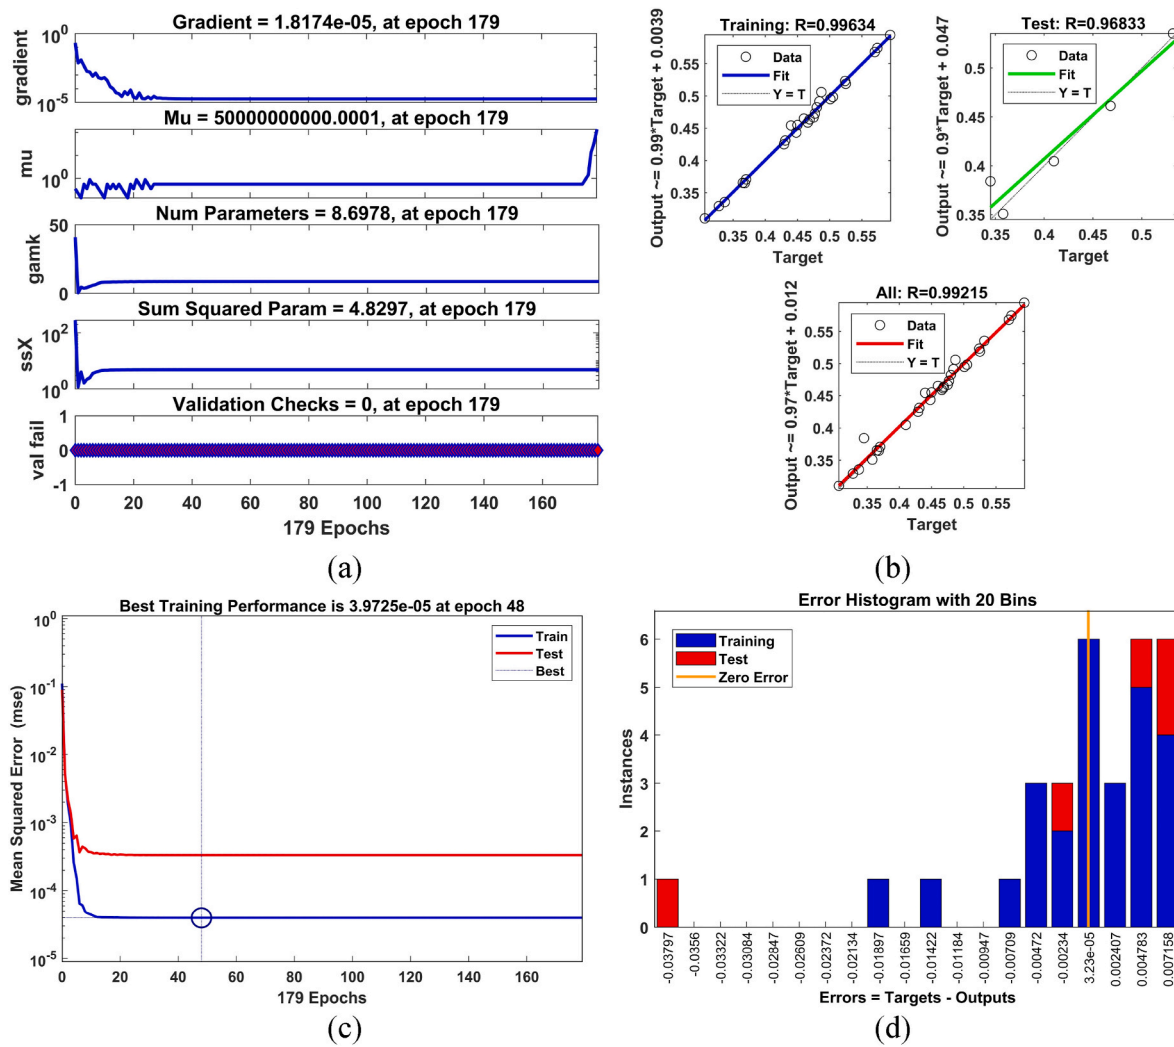 Gradient = 1.8174e-05, at epoch 179
gradient
10^0
10^-5
Mu = 50000000000.0001, at epoch 179
mu
10^0
Num Parameters = 8.6978, at epoch 179
gamk
50
0
Sum Squared Param = 4.8297, at epoch 179
ssX
10^2
10^0
Validation Checks = 0, at epoch 179
val fail
1
0
-1
0 20 40 60 80 100 120 140 160
179 Epochs
(a)
Training: R=0.99634
Output ~= 0.99*Target + 0.0039
Data
Fit
Y = T
0.55
0.5
0.45
0.4
0.35
0.35 0.4 0.45 0.5 0.55
Target
Test: R=0.96833
Output ~= 0.9*Target + 0.047
Data
Fit
Y = T
0.5
0.45
0.4
0.35
0.35 0.4 0.45 0.5
Target
All: R=0.99215
Output ~= 0.97*Target + 0.012
Data
Fit
Y = T
0.55
0.5
0.45
0.4
0.35
0.35 0.4 0.45 0.5 0.55
Target
(b)
Best Training Performance is 3.9725e-05 at epoch 48
Mean Squared Error (mse)
10^0
10^-1
10^-2
10^-3
10^-4
10^-5
Train
Test
Best
0 20 40 60 80 100 120 140 160
179 Epochs
(c)
Error Histogram with 20 Bins
Instances
6
5
4
3
2
1
0
Training
Test
Zero Error
-0.03797
-0.0356
-0.03322
-0.03084
-0.02847
-0.02609
-0.02372
-0.02134
-0.01897
-0.01659
-0.01422
-0.01184
-0.00947
-0.00709
-0.00472
-0.00234
3.23e-05
0.002407
0.004783
0.007158
Errors = Targets - Outputs
(d)